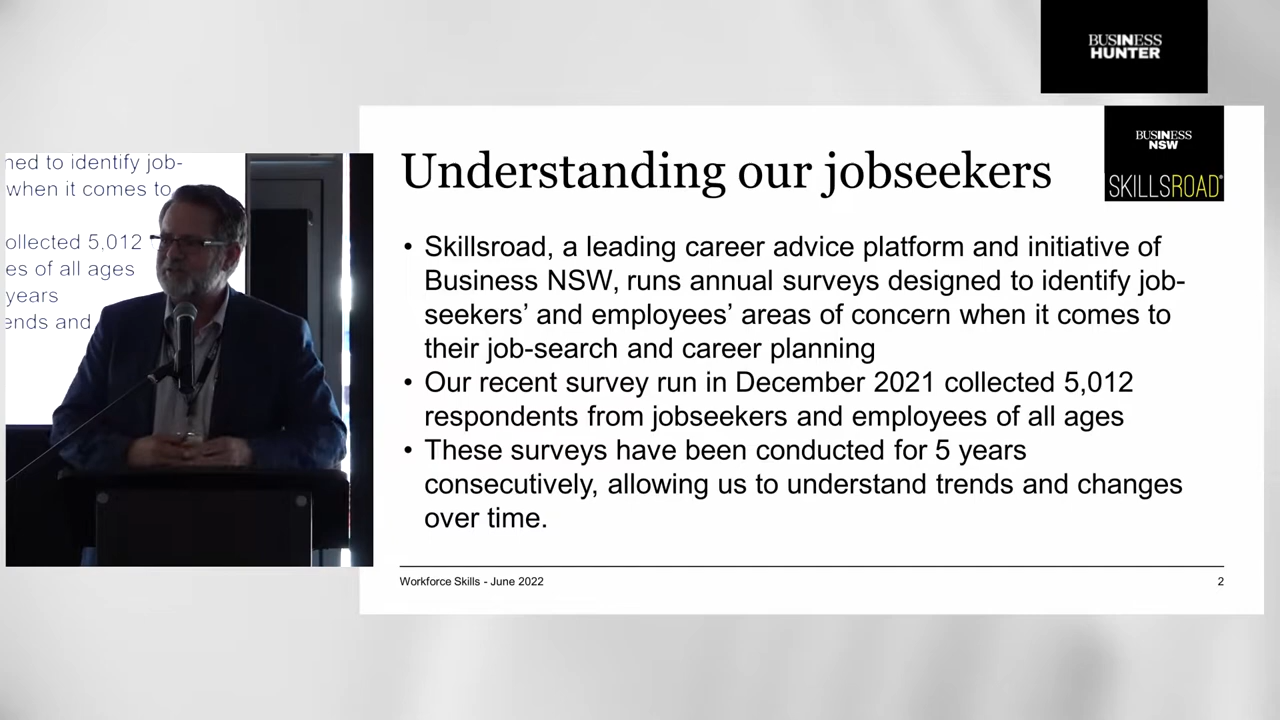 BUSINESS
HUNTER
BUSINESS
NSW
SKILLSROAD
Understanding our jobseekers
• Skillsroad, a leading career advice platform and initiative of
Business NSW, runs annual surveys designed to identify job-
seekers’ and employees’ areas of concern when it comes to
their job-search and career planning
• Our recent survey run in December 2021 collected 5,012
respondents from jobseekers and employees of all ages
• These surveys have been conducted for 5 years
consecutively, allowing us to understand trends and changes
over time.
Workforce Skills - June 2022
2
ned to identify job-
when it comes to
ollected 5,012
es of all ages
years
ends and